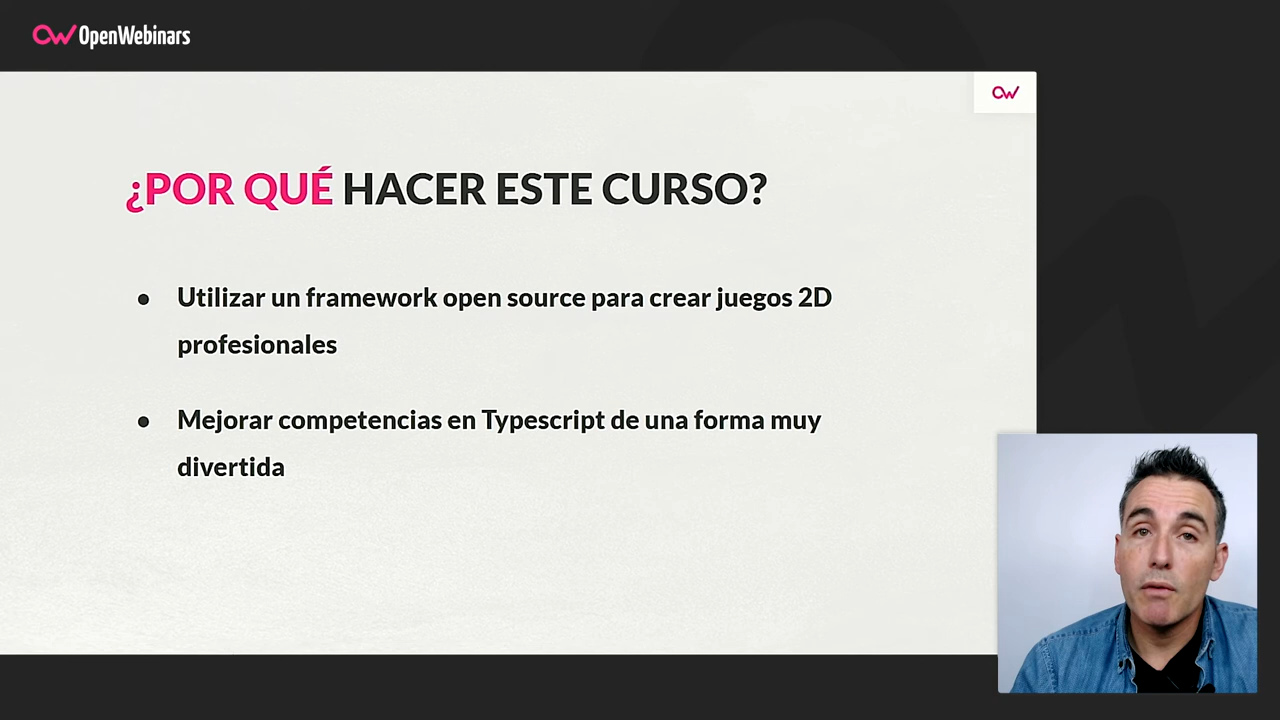 OpenWebinars
¿POR QUÉ HACER ESTE CURSO?
● Utilizar un framework open source para crear juegos 2D
profesionales
● Mejorar competencias en Typescript de una forma muy
divertida